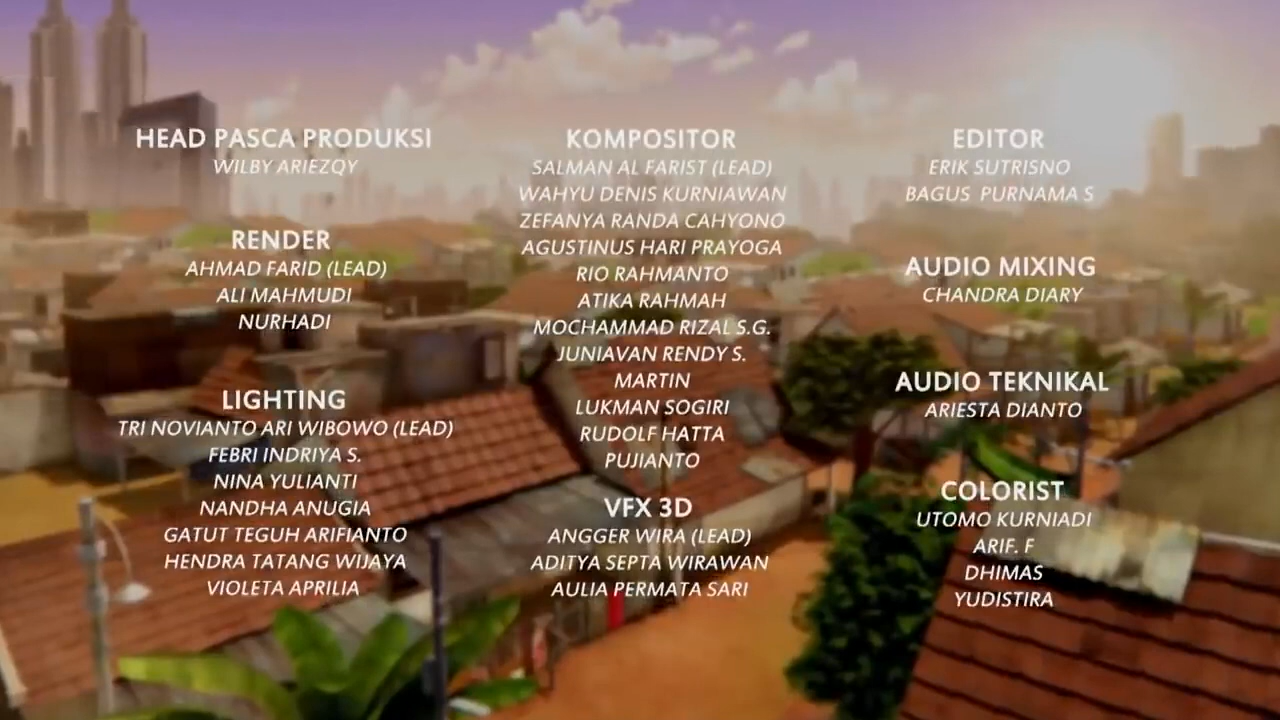 HEAD PASCA PRODUKSI
WILBY ARIEZQY
RENDER
AHMAD FARID (LEAD)
ALI MAHMUDI
NURHADI
LIGHTING
TRI NOVIANTO ARI WIBOWO (LEAD)
FEBRI INDRIYA S.
NINA YULIANTI
NANDHA ANUGIA
GATUT TEGUH ARIFIANTO
HENDRA TATANG WIJAYA
VIOLETA APRILIA
KOMPOSITOR
SALMAN AL FARIST (LEAD)
WAHYU DENIS KURNIAWAN
ZEFANYA RANDA CAHYONO
AGUSTINUS HARI PRAYOGA
RIO RAHMANTO
ATIKA RAHMAH
MOCHAMMAD RIZAL S.G.
JUNIAVAN RENDY S.
MARTIN
LUKMAN SOGIRI
RUDOLF HATTA
PUJIANTO
VFX 3D
ANGGER WIRA (LEAD)
ADITYA SEPTA WIRAWAN
AULIA PERMATA SARI
EDITOR
ERIK SUTRISNO
BAGUS PURNAMA S
AUDIO MIXING
CHANDRA DIARY
AUDIO TEKNIKAL
ARIESTA DIANTO
COLORIST
UTOMO KURNIADI
ARIF. F
DHIMAS
YUDISTIRA